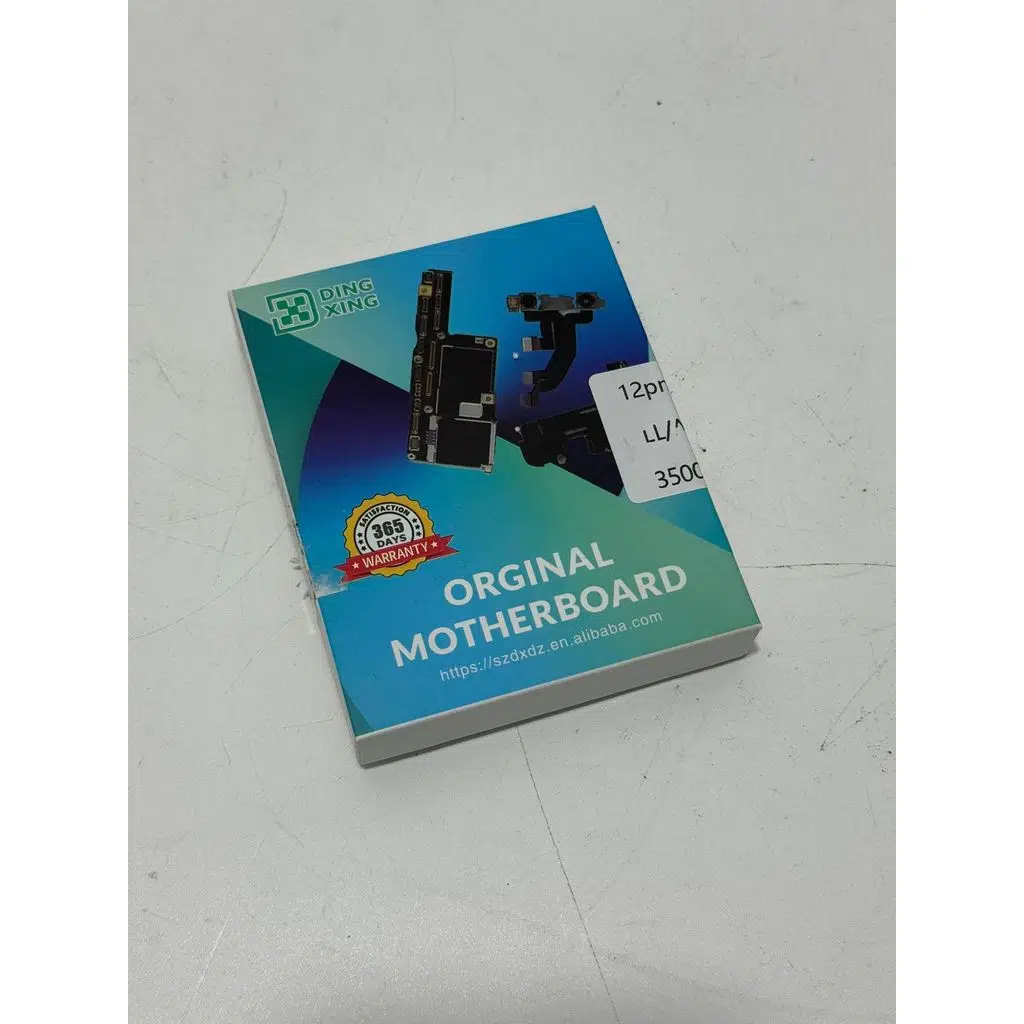 DING
XING
12pr
LL/
3500
SATISFACTION
365
DAYS
WARRANTY
ORGINAL
MOTHERBOARD
https://szdxdz.en.alibaba.com